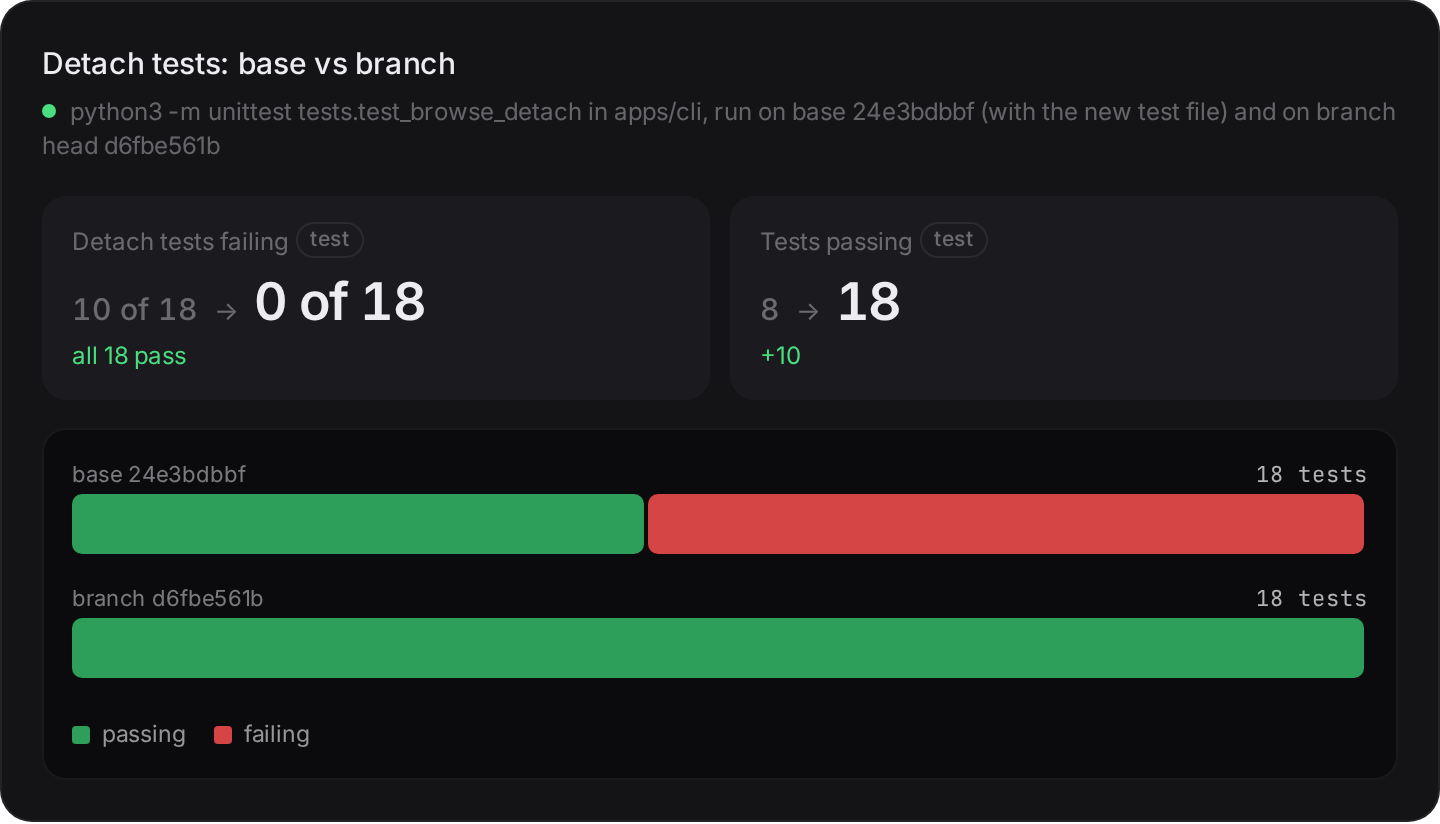 Detach tests: base vs branch
python3 -m unittest tests.test_browse_detach in apps/cli, run on base 24e3bdbbf (with the new test file) and on branch
head d6fbe561b
Detach tests failing test
10 of 18 → 0 of 18
all 18 pass
Tests passing test
8 → 18
+10
base 24e3bdbbf 18 tests
branch d6fbe561b 18 tests
passing failing